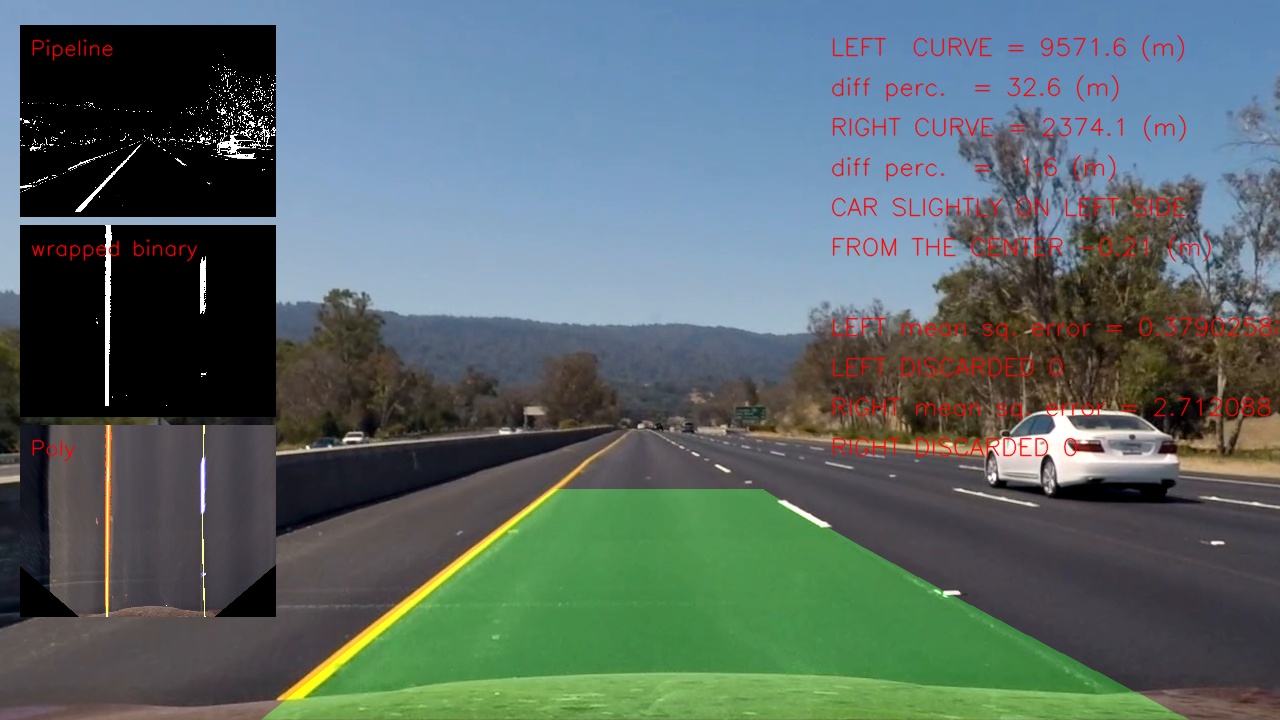 Pipeline
wrapped binary
Poly
LEFT CURVE = 9571.6 (m)
diff perc. = 32.6 (m)
RIGHT CURVE = 2374.1 (m)
diff perc. = 1.6 (m)
CAR SLIGHTLY ON LEFT SIDE
FROM THE CENTER -0.21 (m)
LEFT mean sq. error = 0.3790258
LEFT DISCARDED 0
RIGHT mean sq. error = 2.712088
RIGHT DISCARDED 0